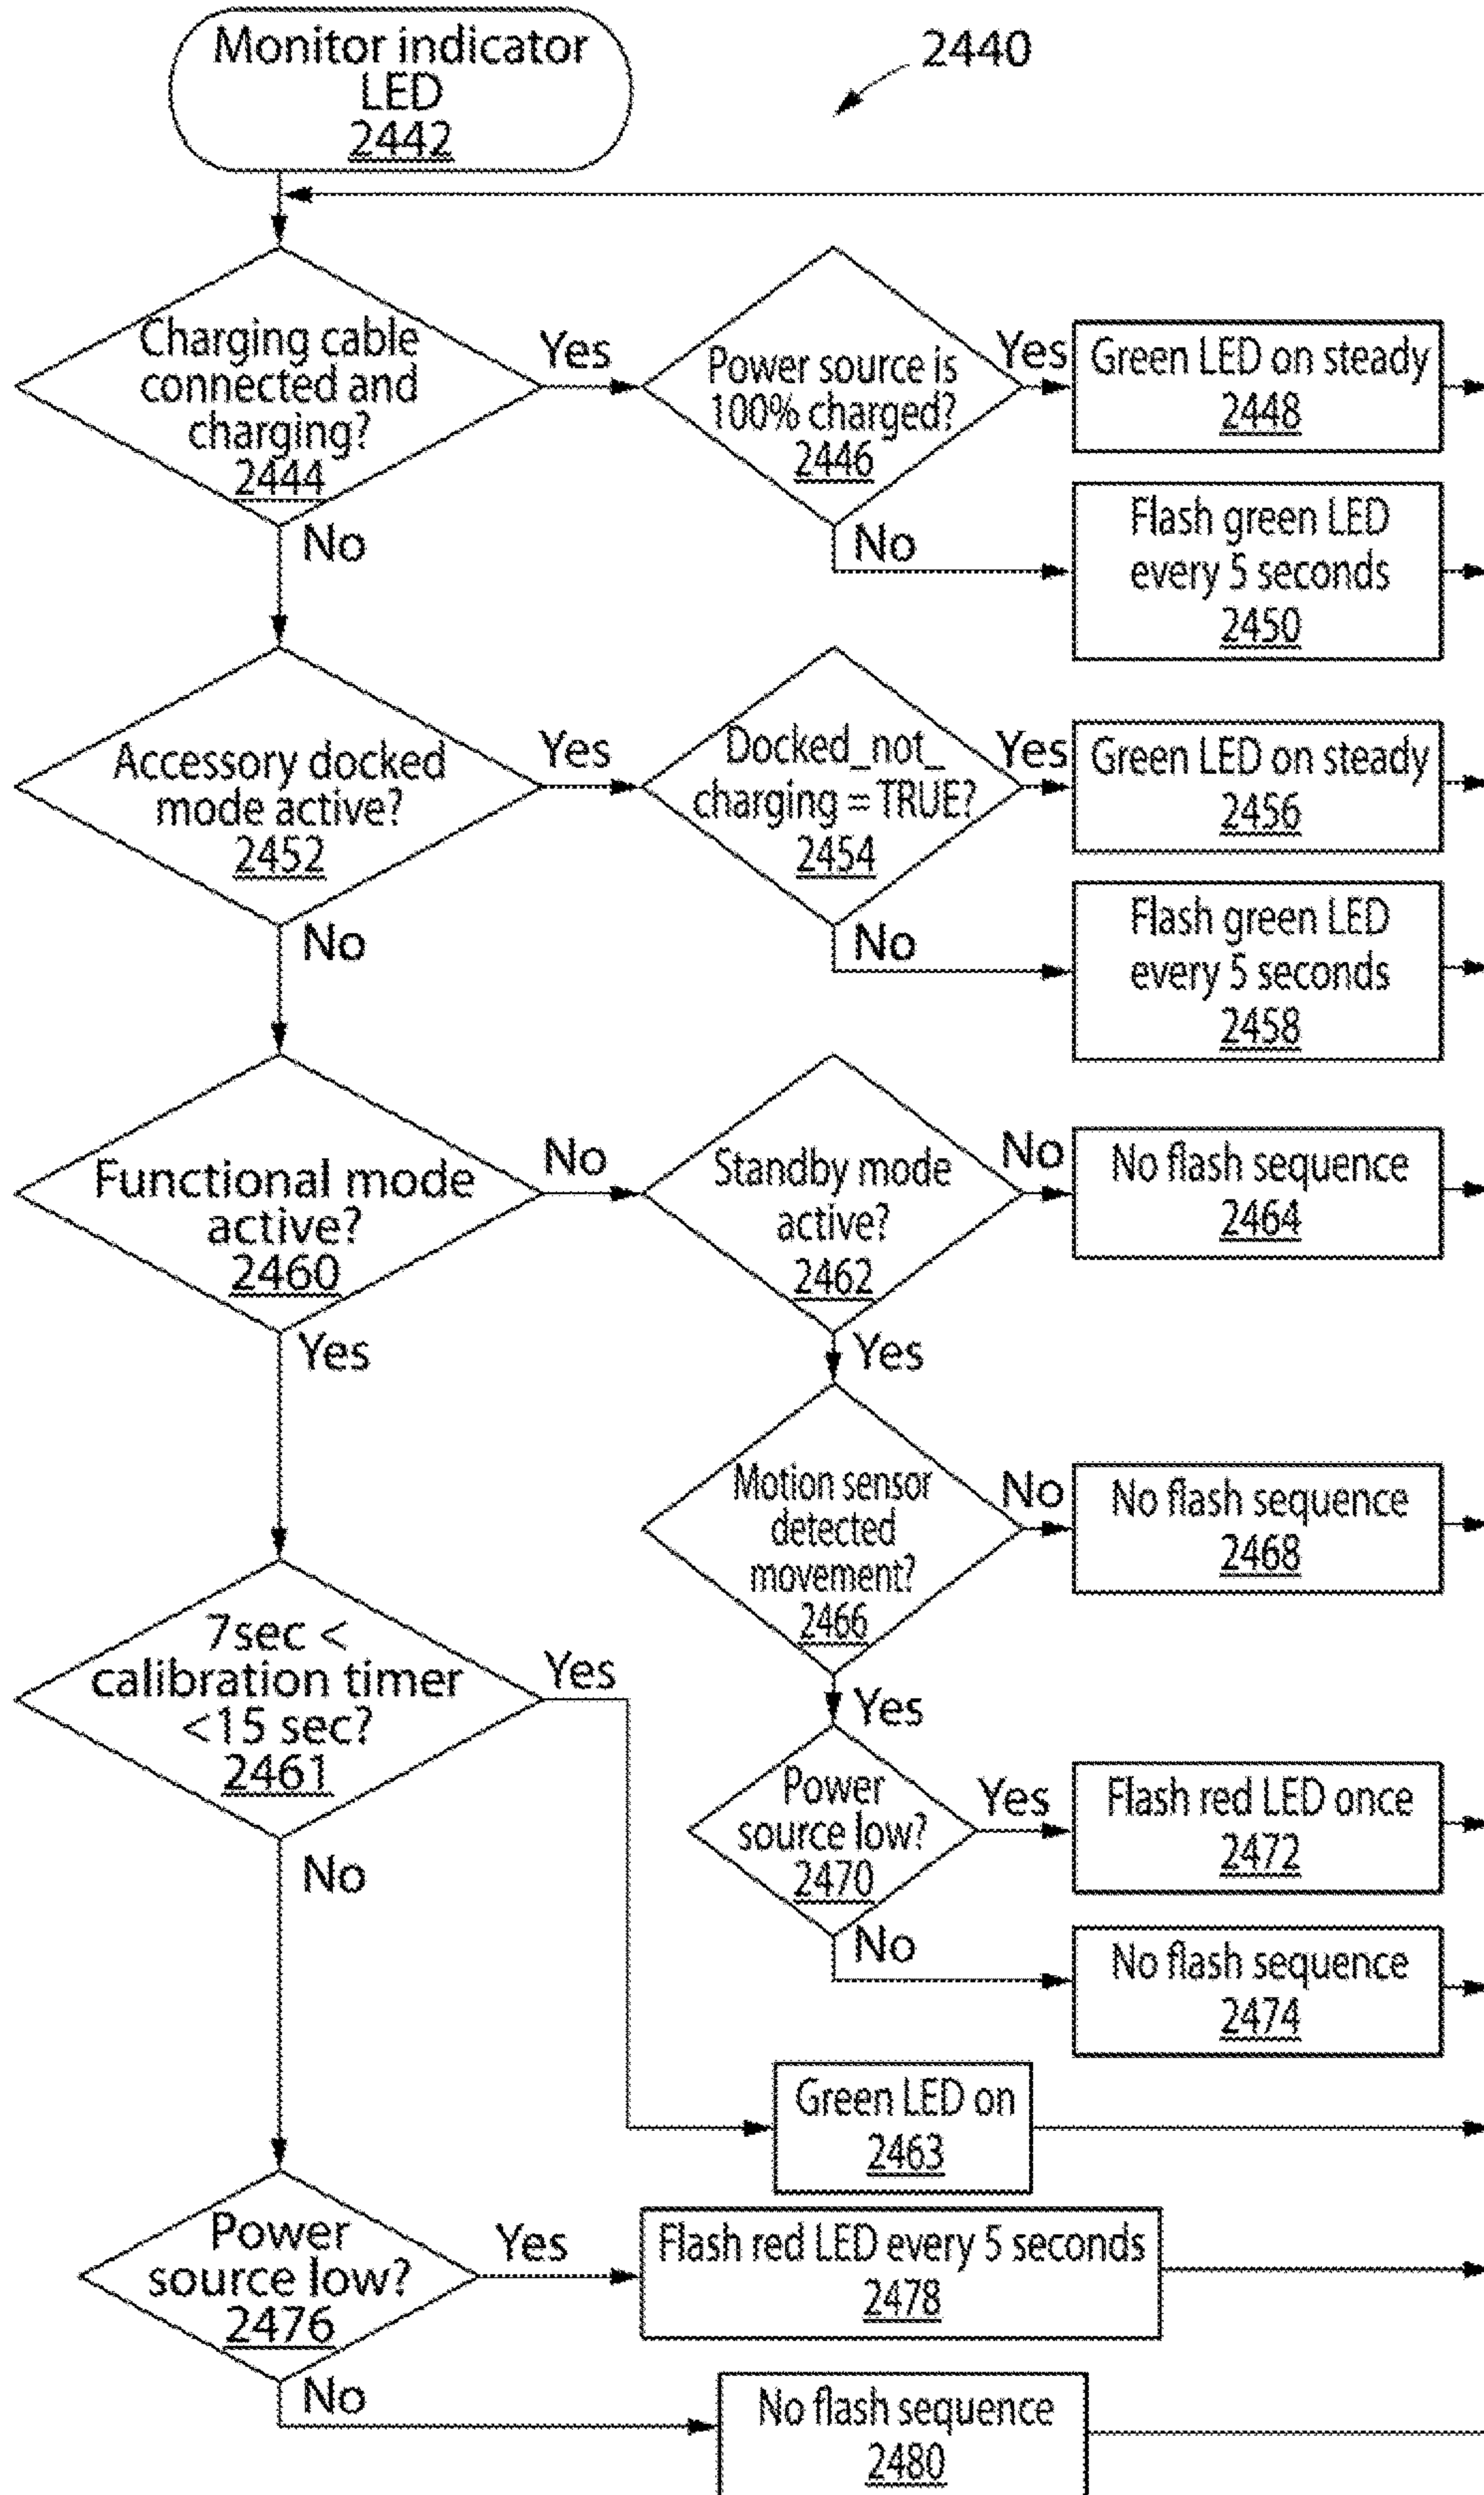 Monitor indicator
LED
2442
2440
Charging cable
connected and
charging?
2444
Yes
No
Power source is
100% charged?
2446
Yes
No
Green LED on steady
2448
Flash green LED
every 5 seconds
2450
Accessory docked
mode active?
2452
Yes
No
Docked_not_
charging = TRUE?
2454
Yes
No
Green LED on steady
2456
Flash green LED
every 5 seconds
2458
Functional mode
active?
2460
No
Yes
Standby mode
active?
2462
No
Yes
No flash sequence
2464
Motion sensor
detected
movement?
2466
No
Yes
No flash sequence
2468
7sec <
calibration timer
<15 sec?
2461
Yes
No
Power
source low?
2470
Yes
No
Flash red LED once
2472
No flash sequence
2474
Green LED on
2463
Power
source low?
2476
Yes
No
Flash red LED every 5 seconds
2478
No flash sequence
2480